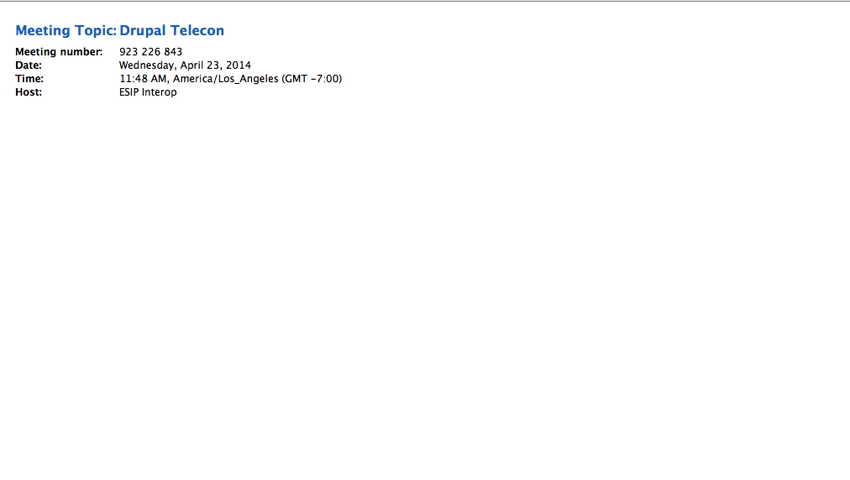 Meeting Topic: Drupal Telecon
Meeting number: 923 226 843
Date: Wednesday, April 23, 2014
Time: 11:48 AM, America/Los_Angeles (GMT -7:00)
Host: ESIP Interop